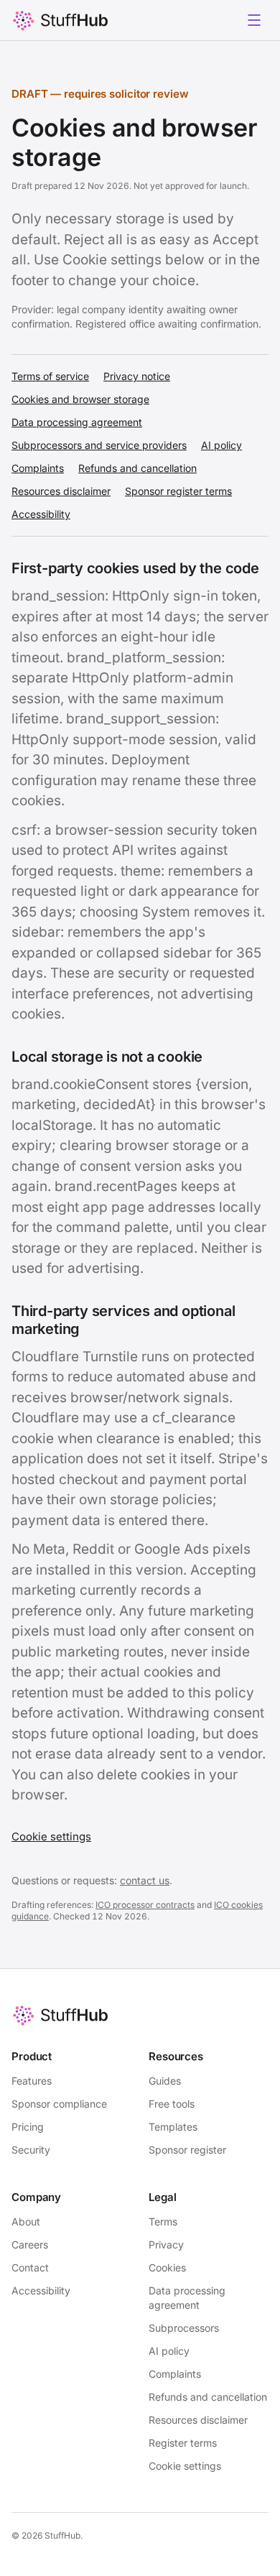 StuffHub
DRAFT — requires solicitor review
Cookies and browser
storage
Draft prepared 12 Nov 2026. Not yet approved for launch.
Only necessary storage is used by
default. Reject all is as easy as Accept
all. Use Cookie settings below or in the
footer to change your choice.
Provider: legal company identity awaiting owner
confirmation. Registered office awaiting confirmation.
Terms of service Privacy notice
Cookies and browser storage
Data processing agreement
Subprocessors and service providers AI policy
Complaints Refunds and cancellation
Resources disclaimer Sponsor register terms
Accessibility
First-party cookies used by the code
brand_session: HttpOnly sign-in token,
expires after at most 14 days; the server
also enforces an eight-hour idle
timeout. brand_platform_session:
separate HttpOnly platform-admin
session, with the same maximum
lifetime. brand_support_session:
HttpOnly support-mode session, valid
for 30 minutes. Deployment
configuration may rename these three
cookies.
csrf: a browser-session security token
used to protect API writes against
forged requests. theme: remembers a
requested light or dark appearance for
365 days; choosing System removes it.
sidebar: remembers the app's
expanded or collapsed sidebar for 365
days. These are security or requested
interface preferences, not advertising
cookies.
Local storage is not a cookie
brand.cookieConsent stores {version,
marketing, decidedAt} in this browser's
localStorage. It has no automatic
expiry; clearing browser storage or a
change of consent version asks you
again. brand.recentPages keeps at
most eight app page addresses locally
for the command palette, until you clear
storage or they are replaced. Neither is
used for advertising.
Third-party services and optional
marketing
Cloudflare Turnstile runs on protected
forms to reduce automated abuse and
receives browser/network signals.
Cloudflare may use a cf_clearance
cookie when clearance is enabled; this
application does not set it itself. Stripe's
hosted checkout and payment portal
have their own storage policies;
payment data is entered there.
No Meta, Reddit or Google Ads pixels
are installed in this version. Accepting
marketing currently records a
preference only. Any future marketing
pixels must load only after consent on
public marketing routes, never inside
the app; their actual cookies and
retention must be added to this policy
before activation. Withdrawing consent
stops future optional loading, but does
not erase data already sent to a vendor.
You can also delete cookies in your
browser.
Cookie settings
Questions or requests: contact us.
Drafting references: ICO processor contracts and ICO cookies
guidance. Checked 12 Nov 2026.
StuffHub
Product
Features
Sponsor compliance
Pricing
Security
Resources
Guides
Free tools
Templates
Sponsor register
Company
About
Careers
Contact
Accessibility
Legal
Terms
Privacy
Cookies
Data processing
agreement
Subprocessors
AI policy
Complaints
Refunds and cancellation
Resources disclaimer
Register terms
Cookie settings
© 2026 StuffHub.